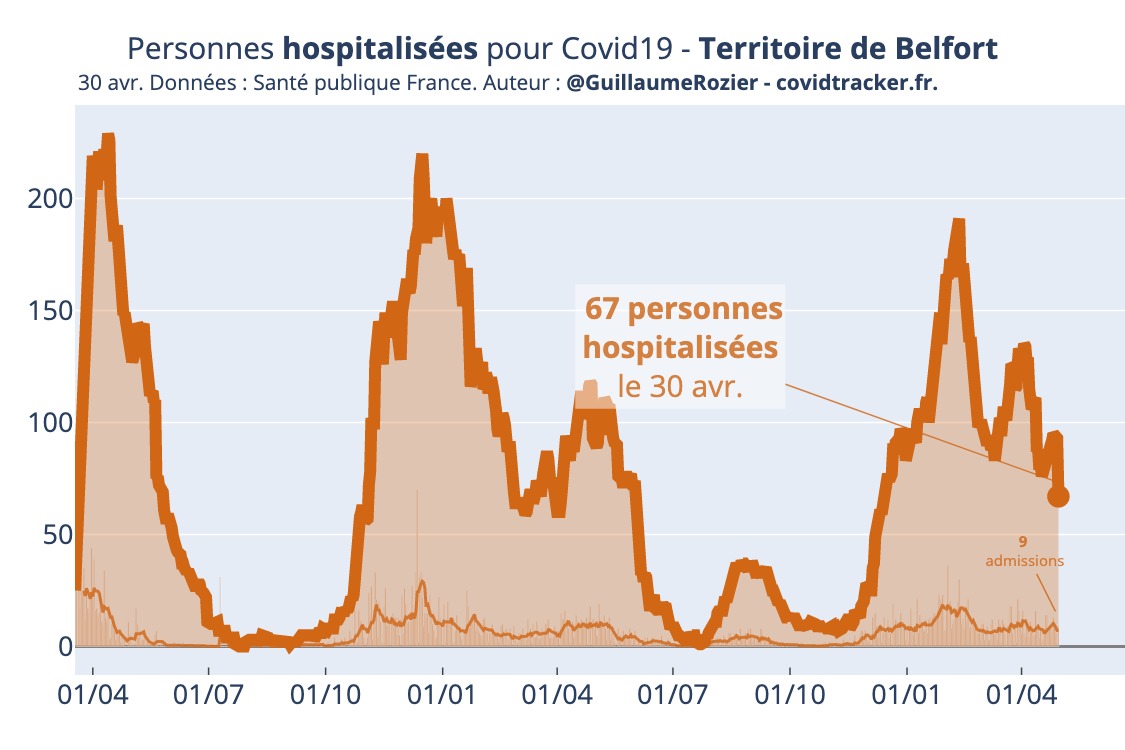 Personnes hospitalisées pour Covid19 - Territoire de Belfort
30 avr. Données : Santé publique France. Auteur : @GuillaumeRozier - covidtracker.fr.
200
150
100
50
0
67 personnes
hospitalisées
le 30 avr.
9
admissions
01/04 01/07 01/10 01/01 01/04 01/07 01/10 01/01 01/04